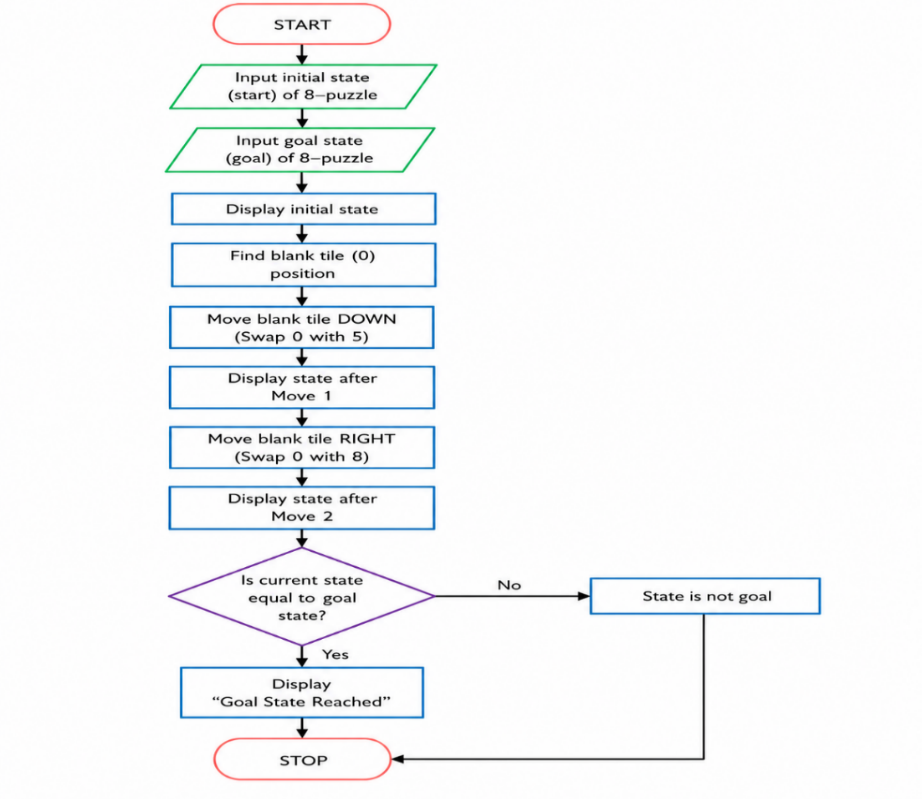 START
Input initial state
(start) of 8–puzzle
Input goal state
(goal) of 8–puzzle
Display initial state
Find blank tile (0)
position
Move blank tile DOWN
(Swap 0 with 5)
Display state after
Move 1
Move blank tile RIGHT
(Swap 0 with 8)
Display state after
Move 2
Is current state
equal to goal
state?
No
State is not goal
Yes
Display
“Goal State Reached”
STOP